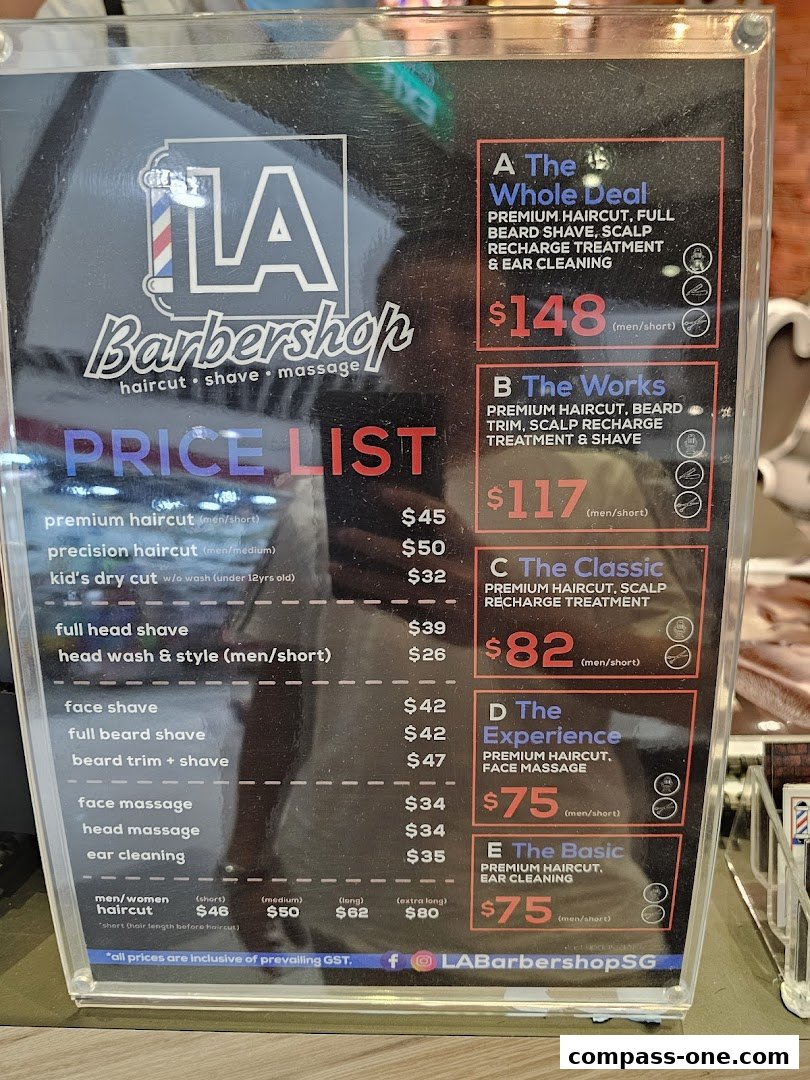 LA
Barbershop
haircut • shave • massage
PRICE LIST
premium haircut (men/short) $45
precision haircut (men/medium) $50
kid's dry cut w/o wash (under 12yrs old) $32
full head shave $39
head wash & style (men/short) $26
face shave $42
full beard shave $42
beard trim + shave $47
face massage $34
head massage $34
ear cleaning $35
men/women haircut (short) $46 (medium) $50 (long) $62 (extra long) $80
*short (hair length before haircut)
A The
Whole Deal
PREMIUM HAIRCUT, FULL
BEARD SHAVE, SCALP
RECHARGE TREATMENT
& EAR CLEANING
$148 (men/short)
B The Works
PREMIUM HAIRCUT, BEARD
TRIM, SCALP RECHARGE
TREATMENT & SHAVE
$117 (men/short)
C The Classic
PREMIUM HAIRCUT, SCALP
RECHARGE TREATMENT
$82 (men/short)
D The
Experience
PREMIUM HAIRCUT,
FACE MASSAGE
$75 (men/short)
E The Basic
PREMIUM HAIRCUT,
EAR CLEANING
$75 (men/short)
*all prices are inclusive of prevailing GST.
LABarbershopSG
compass-one.com